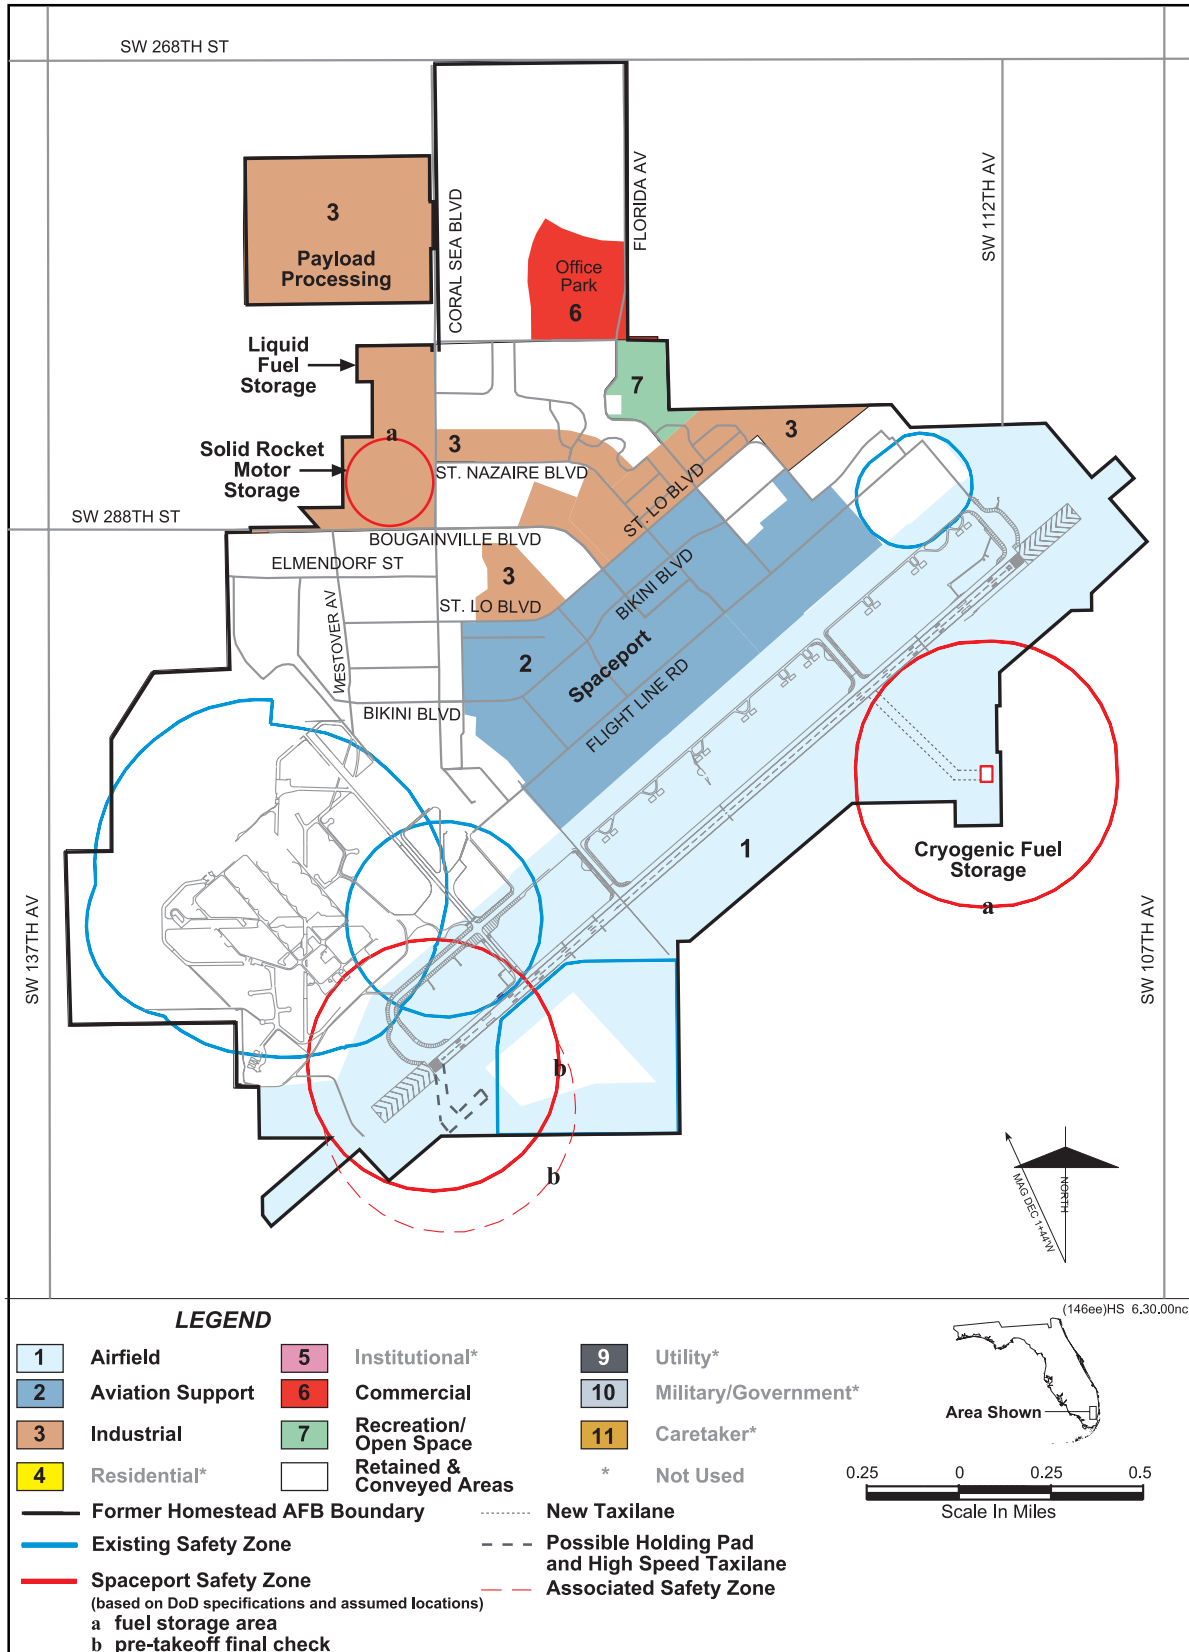 SW 268TH ST
SW 112TH AV
FLORIDA AV
CORAL SEA BLVD
3
Payload
Processing
Office
Park
6
Liquid
Fuel
Storage
7
3
a
3
Solid Rocket
Motor
Storage
ST. NAZAIRE BLVD
ST. LO BLVD
SW 288TH ST
BOUGAINVILLE BLVD
ELMENDORF ST
3
BIKINI BLVD
ST. LO BLVD
WESTOVER AV
2
Spaceport
BIKINI BLVD
FLIGHT LINE RD
1
Cryogenic Fuel
Storage
a
SW 137TH AV
SW 107TH AV
b
b
NORTH
MAG DEC 1+44'W
(146ee)HS 6.30.00nc
LEGEND
1 Airfield
2 Aviation Support
3 Industrial
4 Residential*
5 Institutional*
6 Commercial
7 Recreation/
Open Space
Retained &
Conveyed Areas
9 Utility*
10 Military/Government*
11 Caretaker*
* Not Used
Area Shown
0.25 0 0.25 0.5
Scale In Miles
Former Homestead AFB Boundary
Existing Safety Zone
Spaceport Safety Zone
(based on DoD specifications and assumed locations)
a fuel storage area
b pre-takeoff final check
New Taxilane
Possible Holding Pad
and High Speed Taxilane
Associated Safety Zone